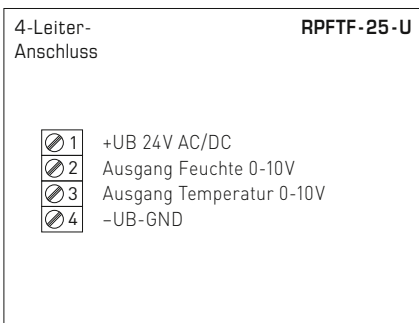 4-Leiter-
Anschluss
RPFTF-25-U
1 +UB 24V AC/DC
2 Ausgang Feuchte 0-10V
3 Ausgang Temperatur 0-10V
4 –UB-GND